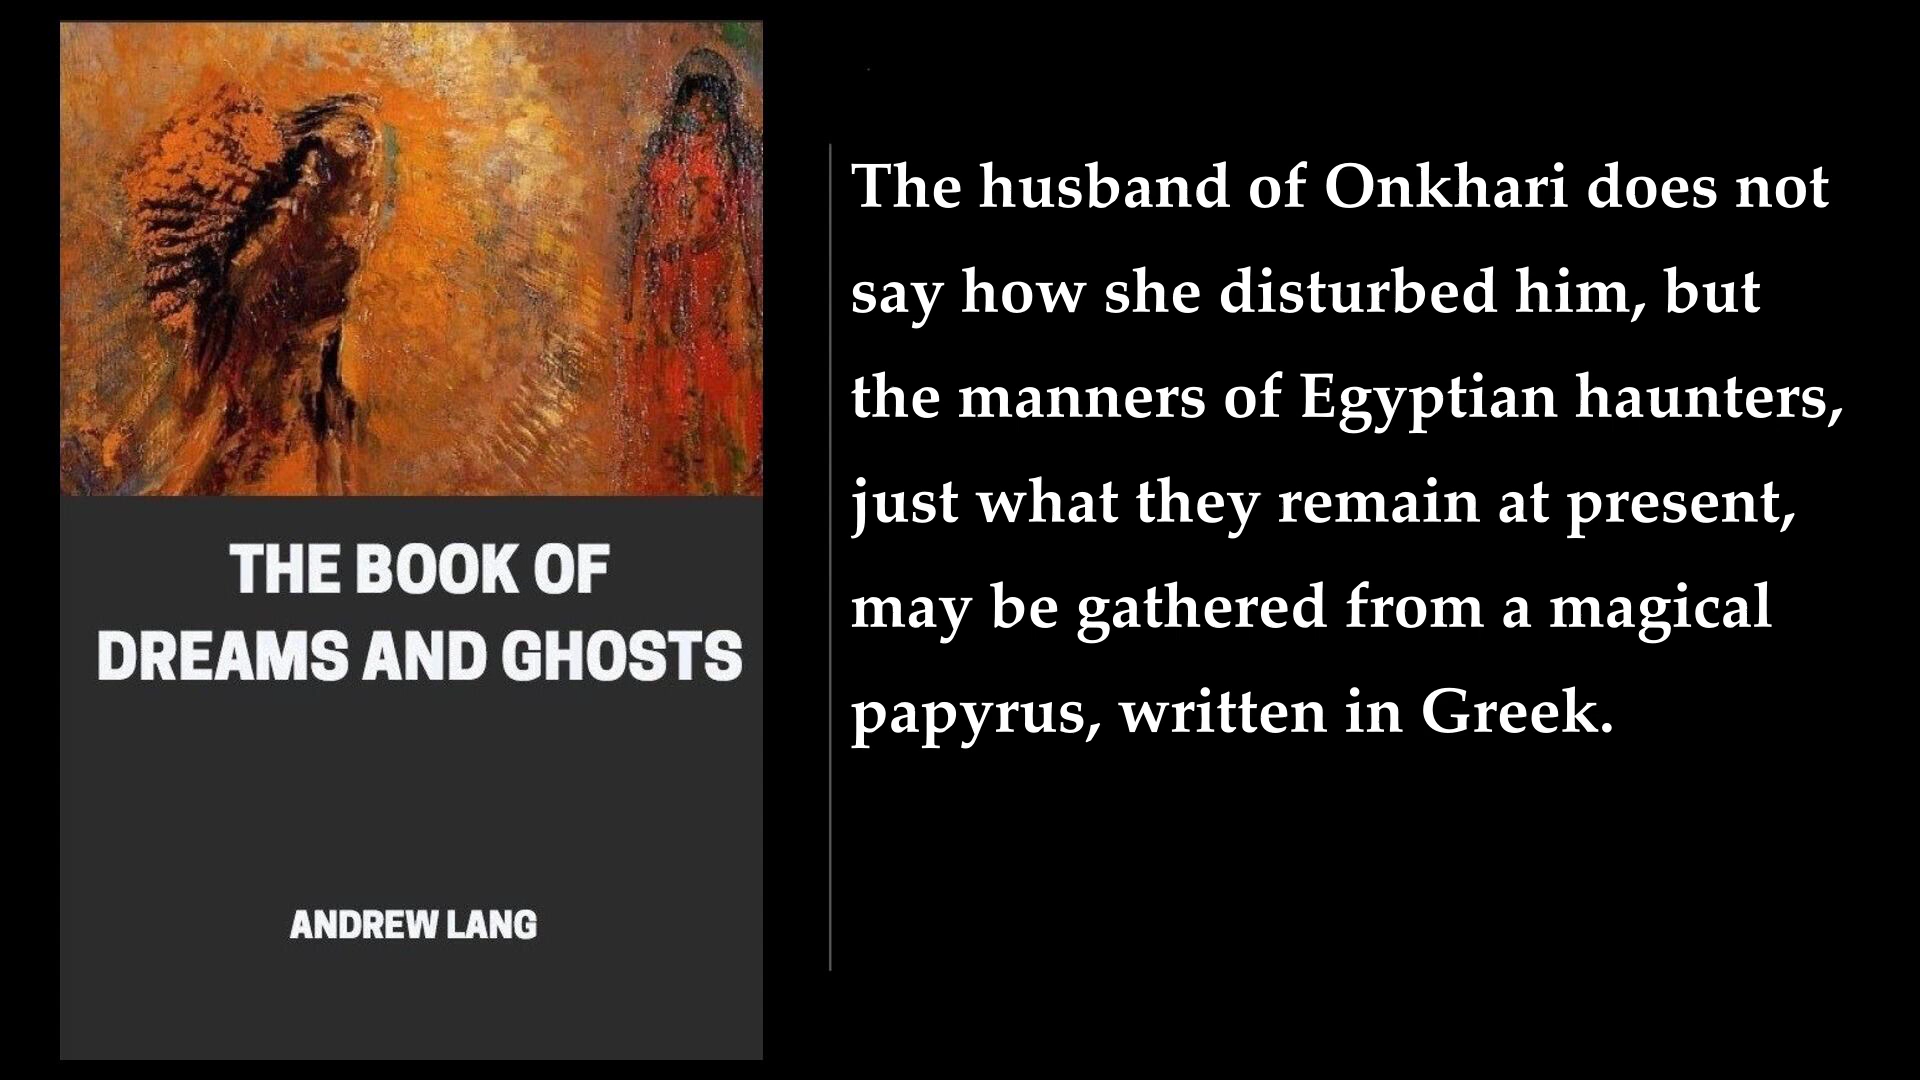 THE BOOK OF
DREAMS AND GHOSTS
ANDREW LANG
The husband of Onkhari does not
say how she disturbed him, but
the manners of Egyptian haunters,
just what they remain at present,
may be gathered from a magical
papyrus, written in Greek.